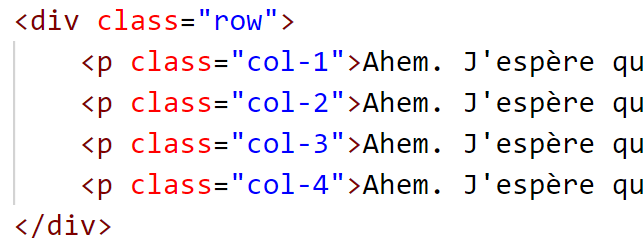 <div class="row">
<p class="col-1">Ahem. J'espère qu
<p class="col-2">Ahem. J'espère qu
<p class="col-3">Ahem. J'espère qu
<p class="col-4">Ahem. J'espère qu
</div>